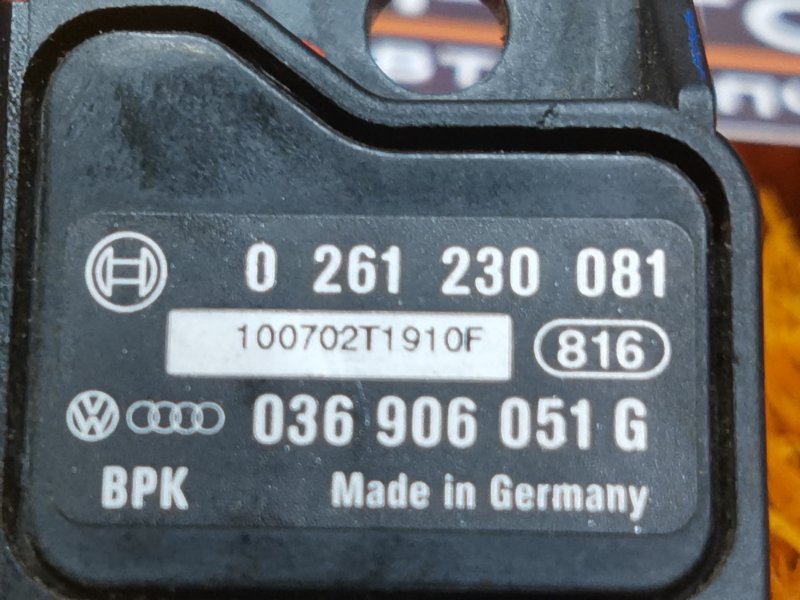 0 261 230 081
100702T1910F 816
036 906 051 G
BPK Made in Germany